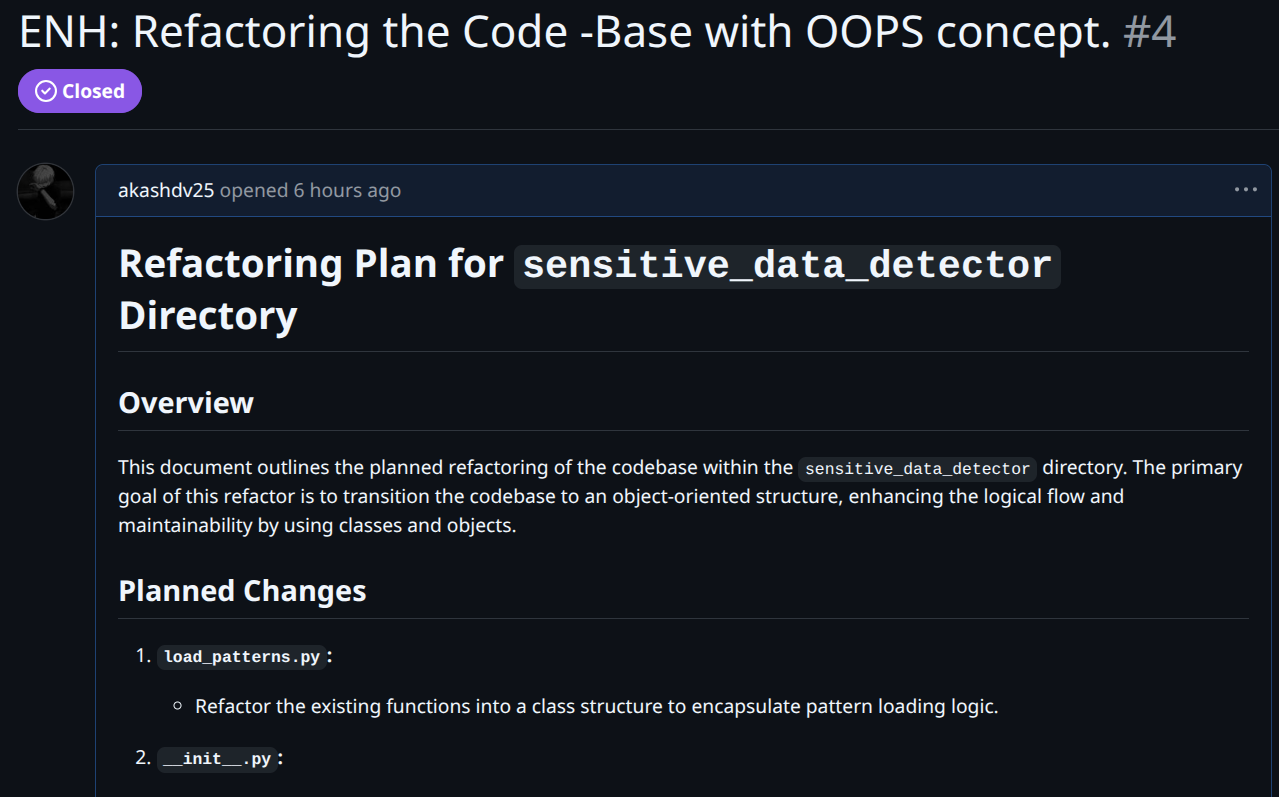 ENH: Refactoring the Code -Base with OOPS concept. #4
Closed
akashdv25 opened 6 hours ago
Refactoring Plan for sensitive_data_detector
Directory
Overview
This document outlines the planned refactoring of the codebase within the sensitive_data_detector directory. The primary
goal of this refactor is to transition the codebase to an object-oriented structure, enhancing the logical flow and
maintainability by using classes and objects.
Planned Changes
1. load_patterns.py:
Refactor the existing functions into a class structure to encapsulate pattern loading logic.
2. __init__.py: